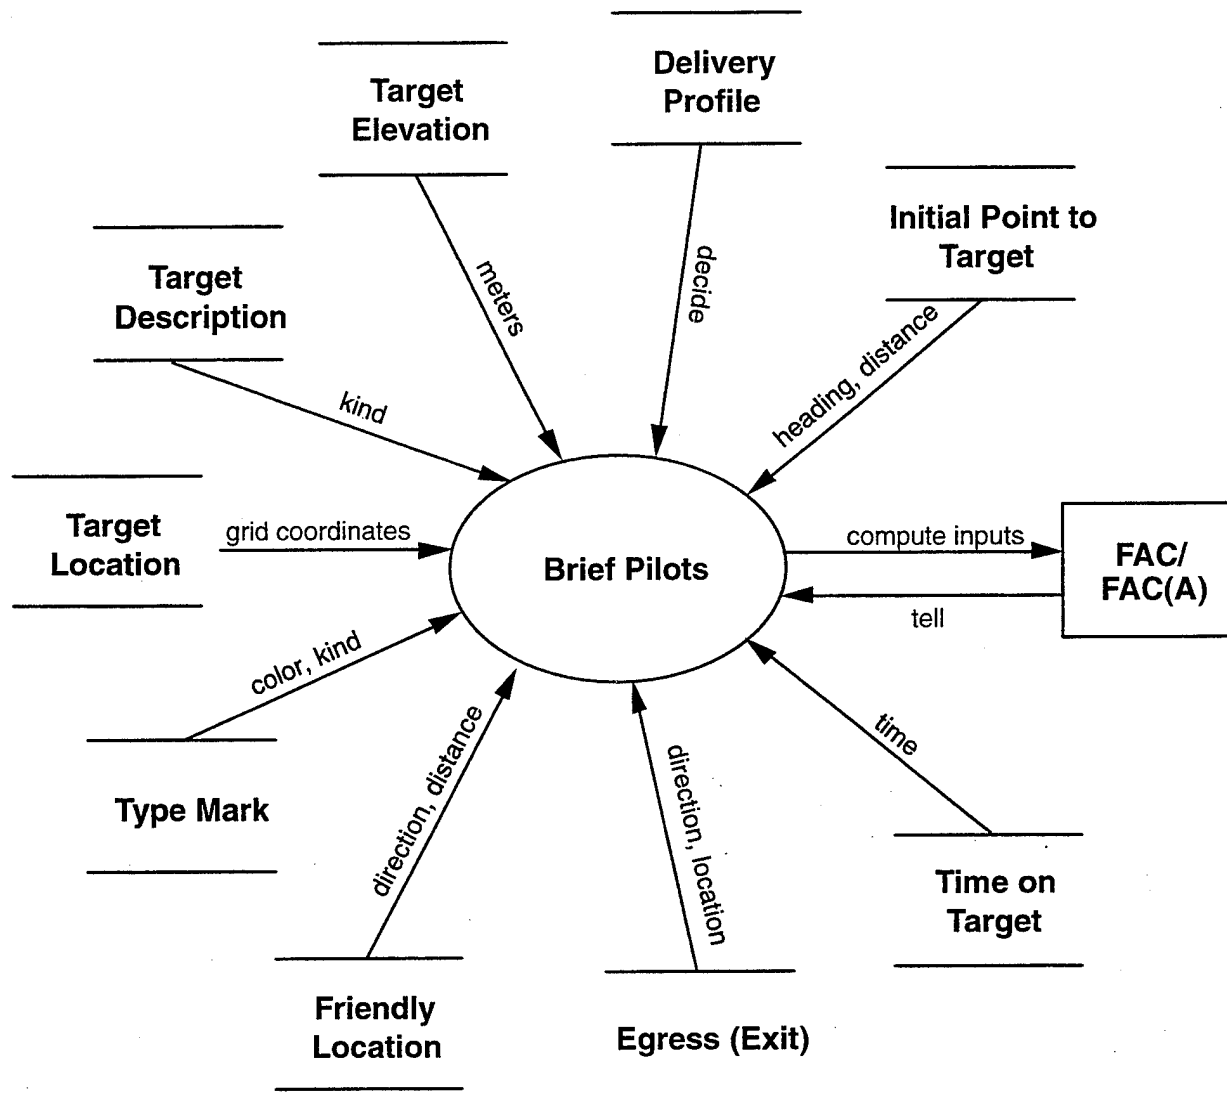 Delivery
Profile
Target
Elevation
Initial Point to
Target
Target
Description
decide
meters
heading, distance
kind
Target
Location
grid coordinates
Brief Pilots
compute inputs
tell
FAC/
FAC(A)
color, kind
Type Mark
direction, distance
direction, location
time
Time on
Target
Friendly
Location
Egress (Exit)